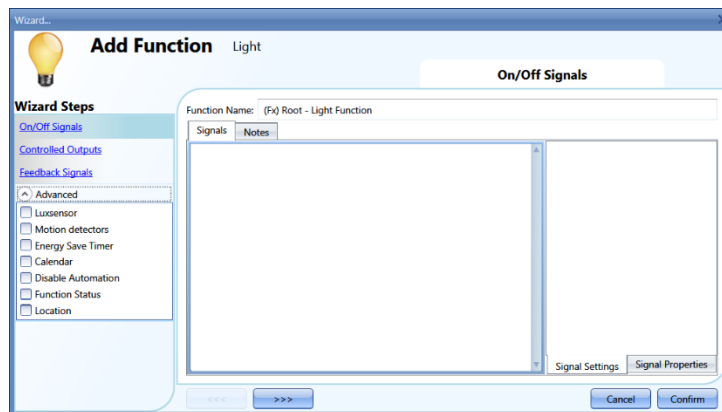 Wizard...
Add Function Light
On/Off Signals
Wizard Steps
On/Off Signals
Controlled Outputs
Feedback Signals
Advanced
Luxsensor
Motion detectors
Energy Save Timer
Calendar
Disable Automation
Function Status
Location
Function Name: (Fx) Root - Light Function
Signals Notes
Signal Settings Signal Properties
<<< >>> Cancel Confirm